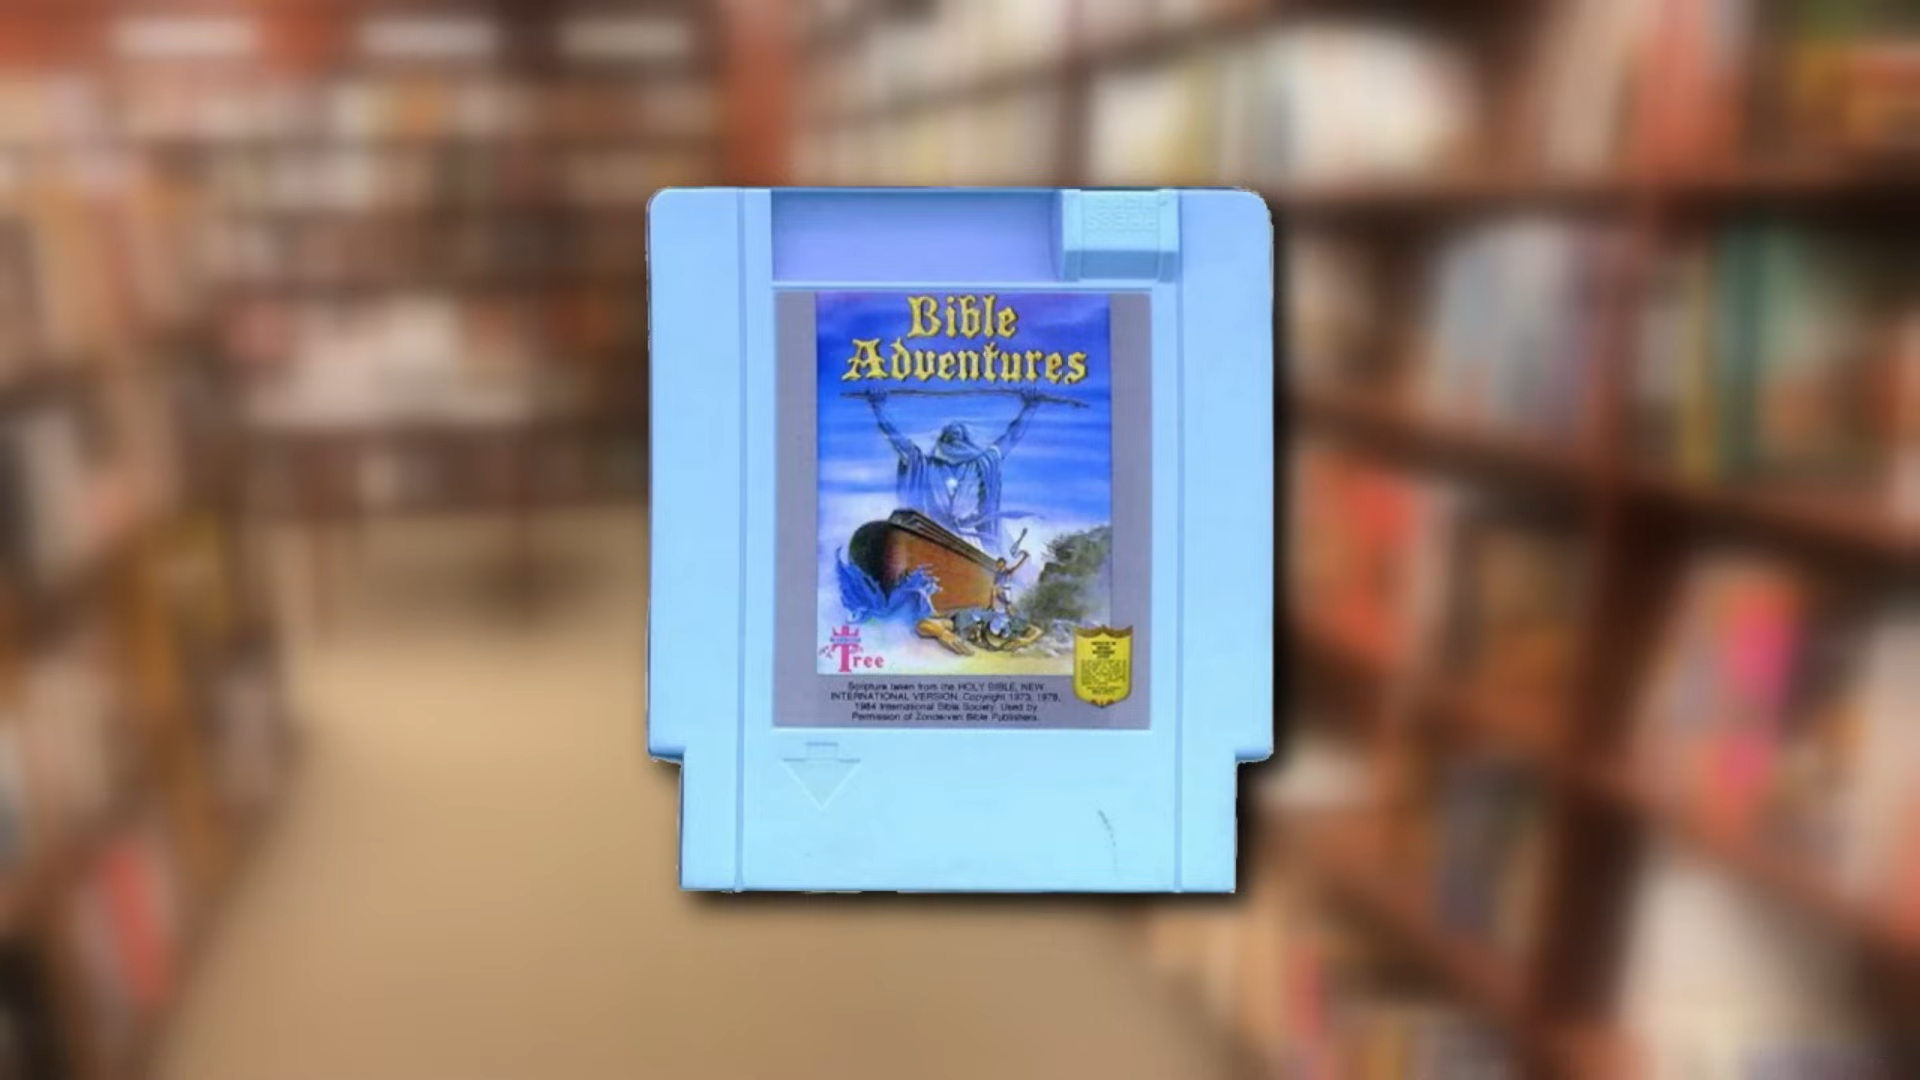 Bible
Adventures
Tree
Scripture taken from the HOLY BIBLE, NEW
INTERNATIONAL VERSION. Copyright 1973, 1978,
1984 International Bible Society. Used by
Permission of Zondervan Bible Publishers.